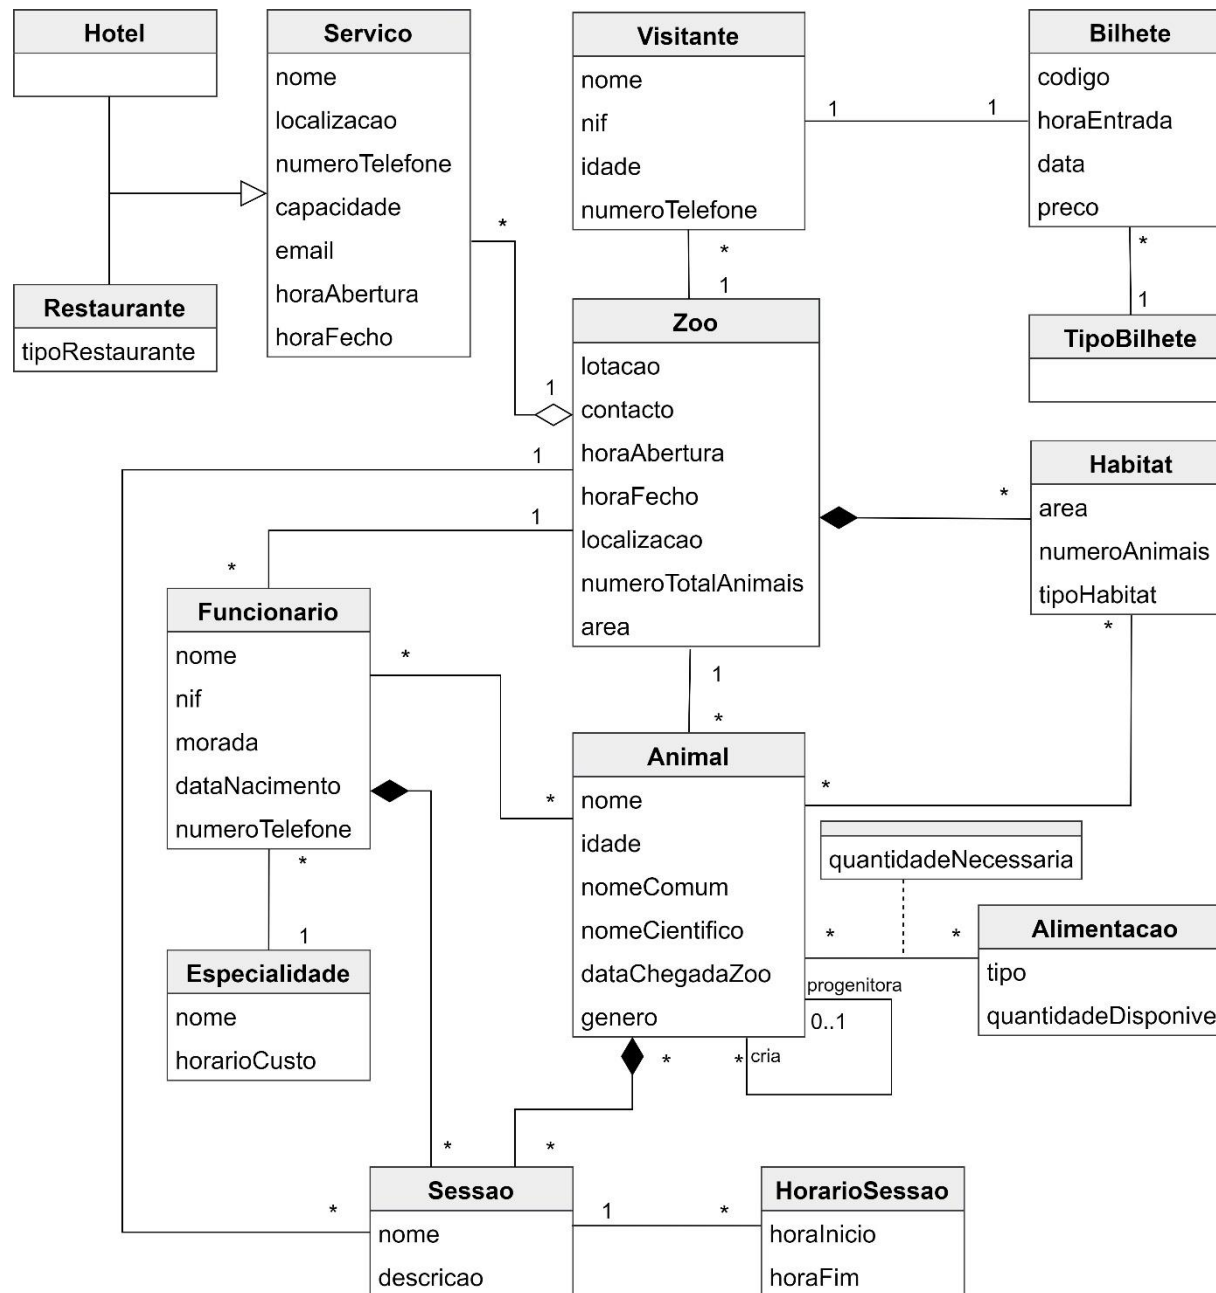 Hotel
Servico
nome
localizacao
numeroTelefone
capacidade
email
horaAbertura
horaFecho
Restaurante
tipoRestaurante
Visitante
nome
nif
idade
numeroTelefone
1
1
Bilhete
codigo
horaEntrada
data
preco
*
1
TipoBilhete
*
1
*
1
Zoo
lotacao
contacto
horaAbertura
horaFecho
localizacao
numeroTotalAnimais
area
1
1
*
Habitat
area
numeroAnimais
tipoHabitat
*
*
Funcionario
nome
nif
morada
dataNacimento
numeroTelefone
*
*
1
*
Animal
nome
idade
nomeComum
nomeCientifico
dataChegadaZoo
genero
*
quantidadeNecessaria
*
*
Alimentacao
tipo
quantidadeDisponive
progenitora
0..1
*
*
cria
*
1
Especialidade
nome
horarioCusto
*
*
*
Sessao
nome
descricao
1
*
HorarioSessao
horaInicio
horaFim